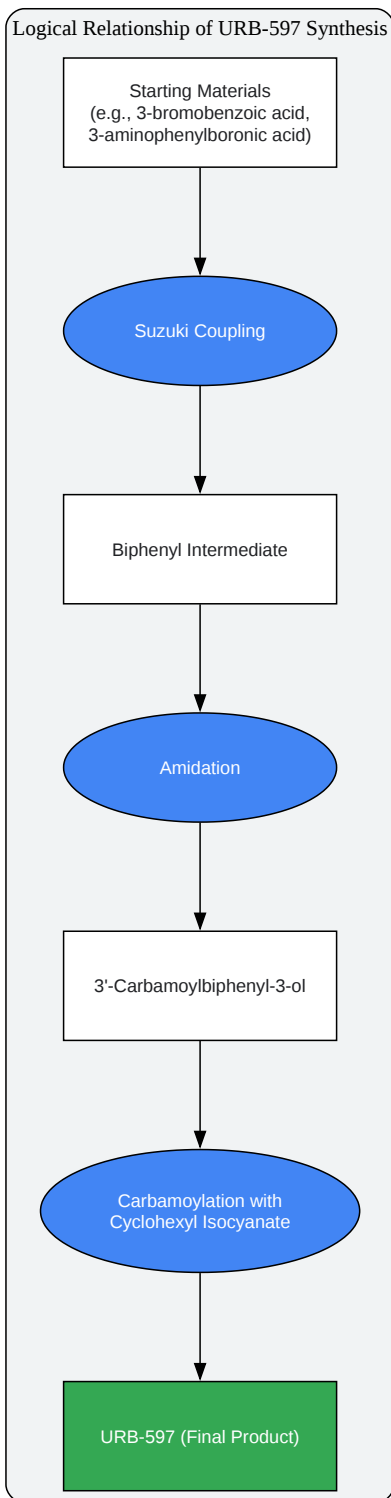 Logical Relationship of URB-597 Synthesis
Starting Materials
(e.g., 3-bromobenzoic acid,
3-aminophenylboronic acid)
Suzuki Coupling
Biphenyl Intermediate
Amidation
3'-Carbamoylbiphenyl-3-ol
Carbamoylation with
Cyclohexyl Isocyanate
URB-597 (Final Product)